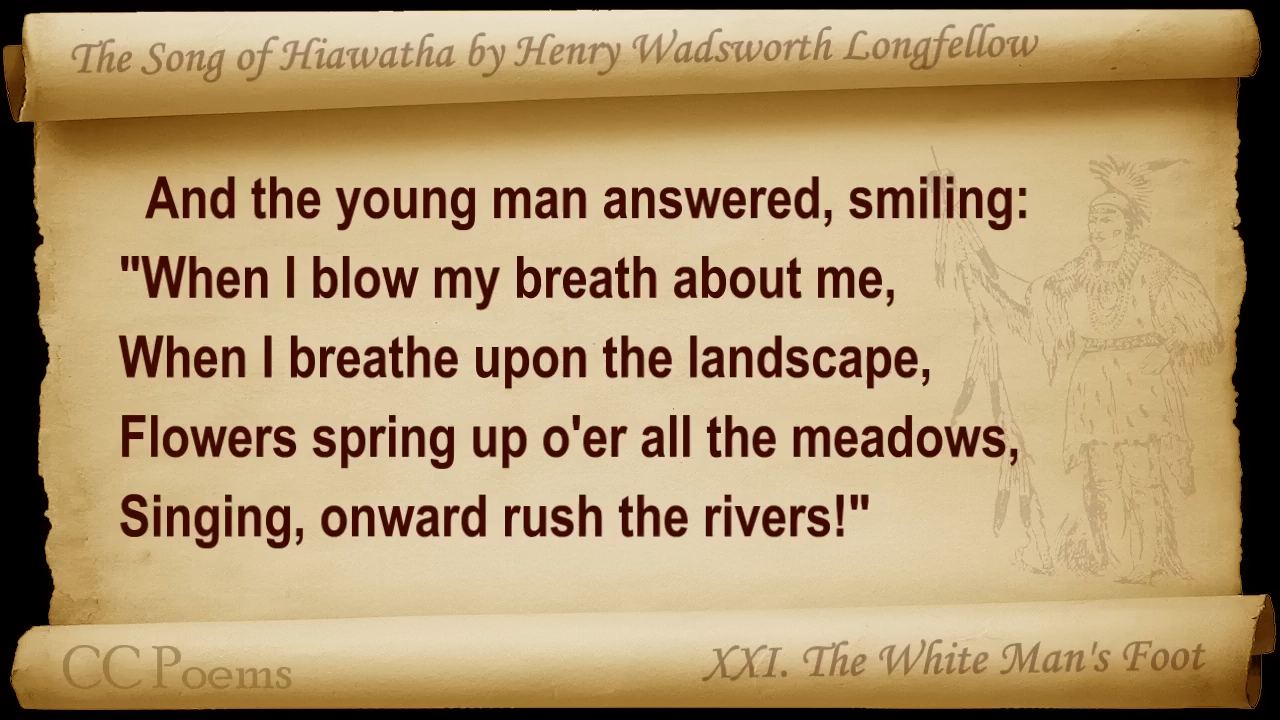 The Song of Hiawatha by Henry Wadsworth Longfellow
And the young man answered, smiling:
"When I blow my breath about me,
When I breathe upon the landscape,
Flowers spring up o'er all the meadows,
Singing, onward rush the rivers!"
CC Poems
XXI. The White Man's Foot